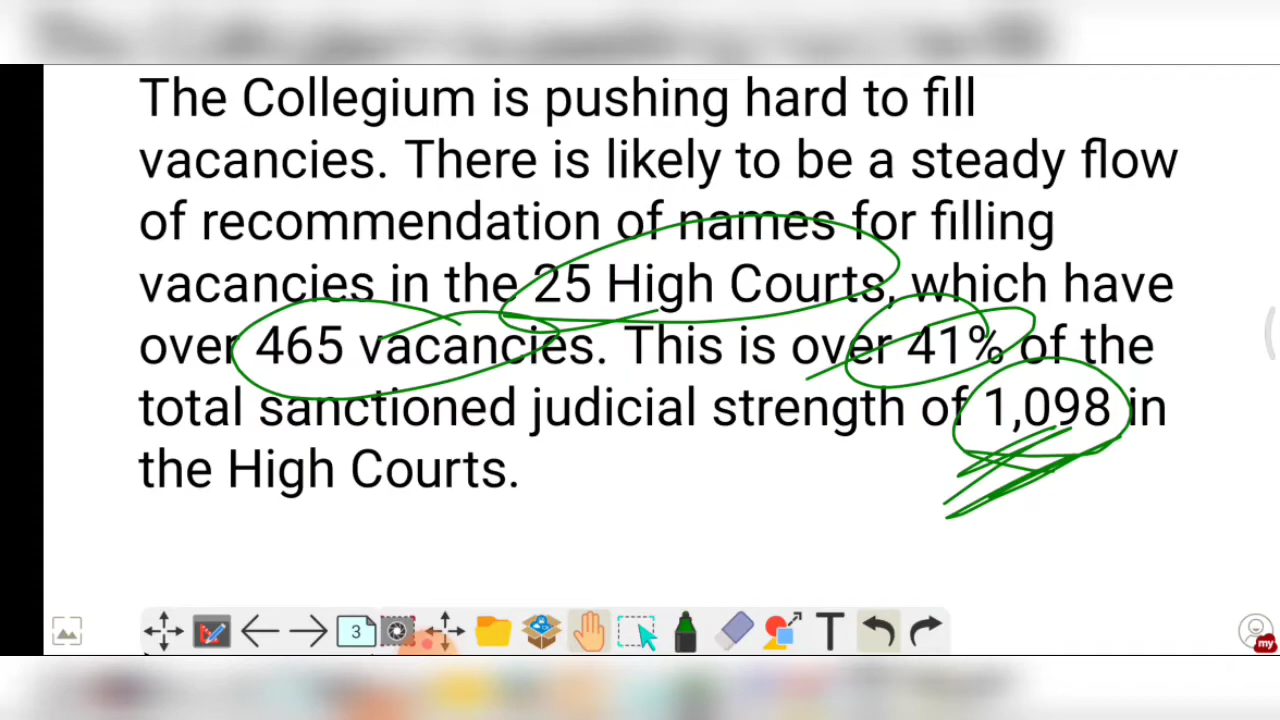 The Collegium is pushing hard to fill
vacancies. There is likely to be a steady flow
of recommendation of names for filling
vacancies in the 25 High Courts, which have
over 465 vacancies. This is over 41% of the
total sanctioned judicial strength of 1,098 in
the High Courts.
3
T
my